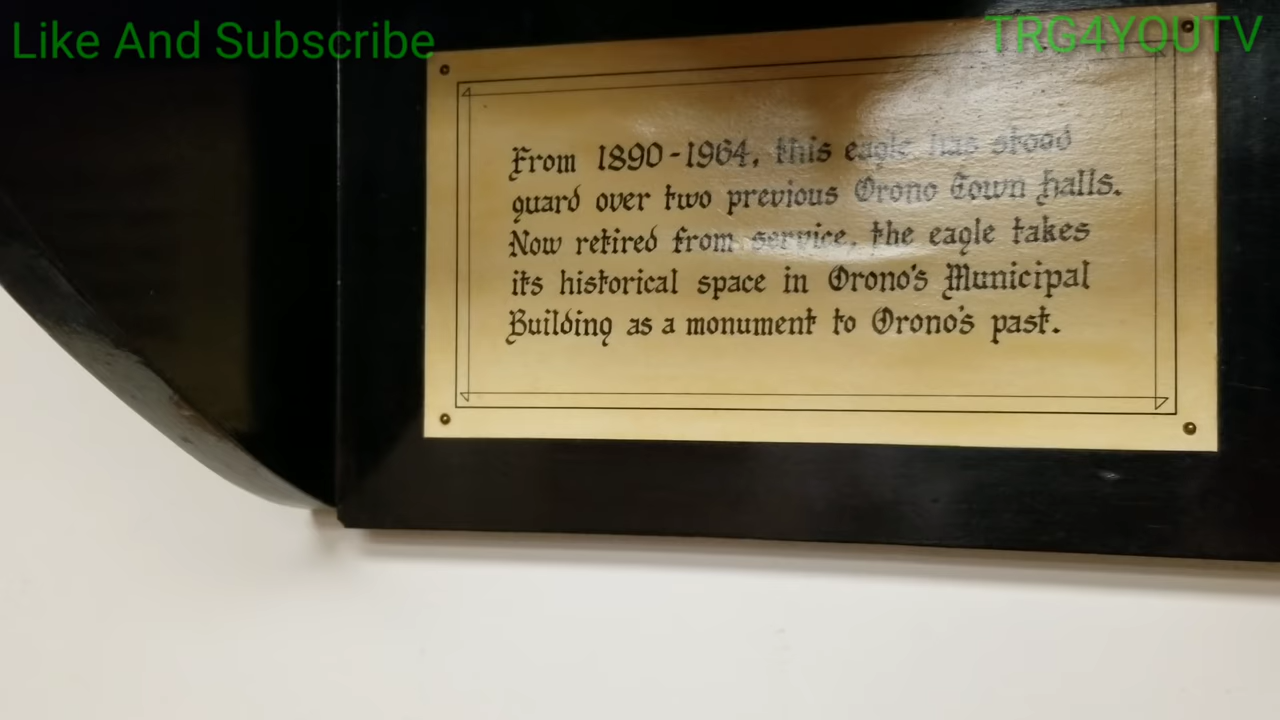 Like And Subscribe
TRG4YOUTV
From 1890-1964, this eagle has stood
guard over two previous Orono Town Halls.
Now retired from service, the eagle takes
its historical space in Orono's Municipal
Building as a monument to Orono's past.